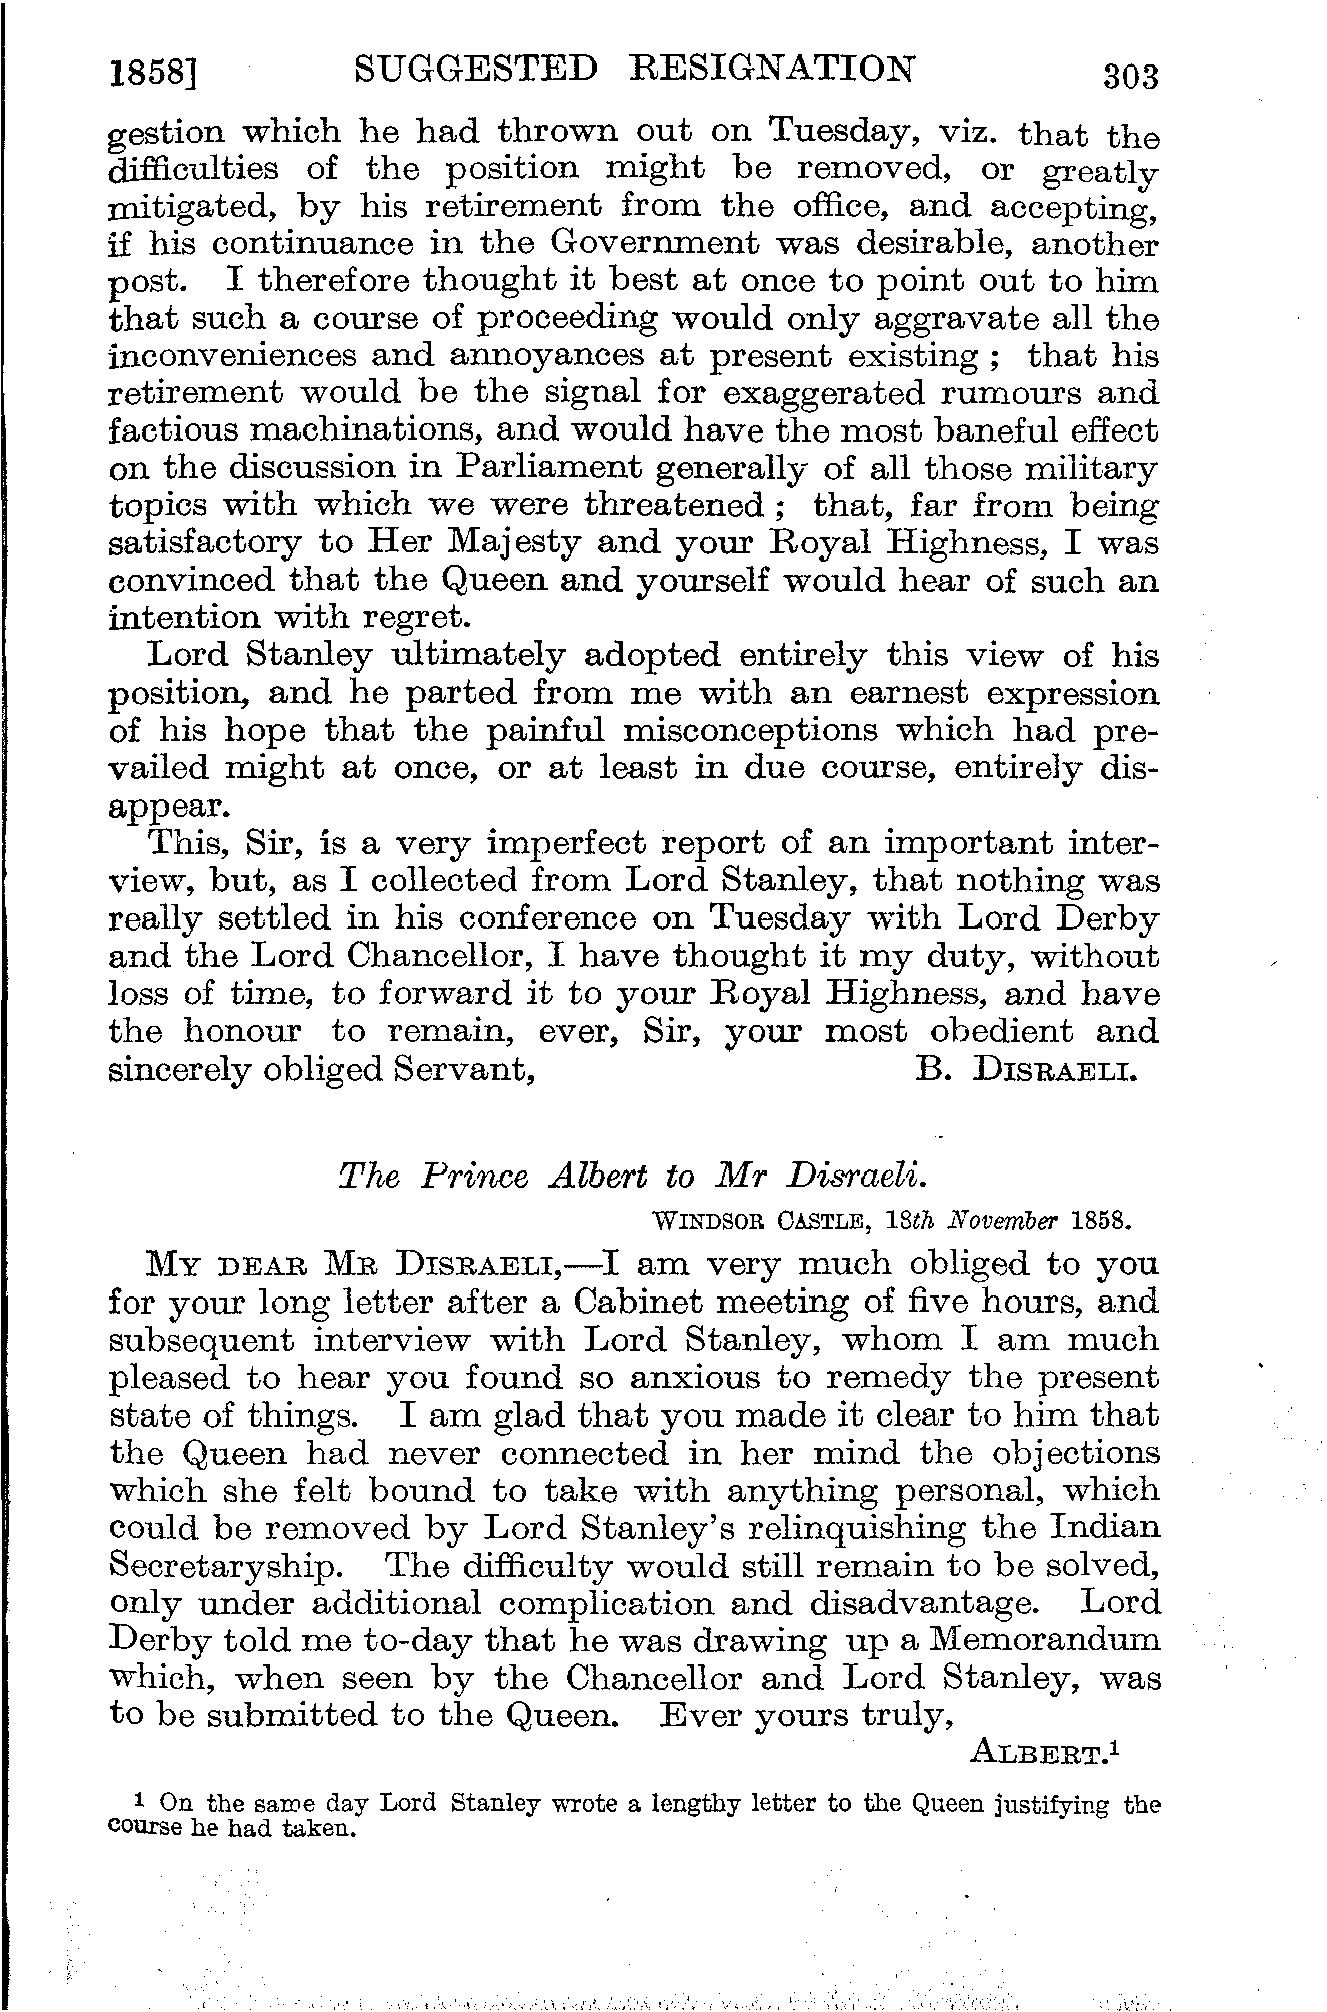 1858] SUGGESTED RESIGNATION 303
gestion which he had thrown out on Tuesday, viz. that the
difficulties of the position might be removed, or greatly
mitigated, by his retirement from the office, and accepting,
if his continuance in the Government was desirable, another
post. I therefore thought it best at once to point out to him
that such a course of proceeding would only aggravate all the
inconveniences and annoyances at present existing ; that his
retirement would be the signal for exaggerated rumours and
factious machinations, and would have the most baneful effect
on the discussion in Parliament generally of all those military
topics with which we were threatened ; that, far from being
satisfactory to Her Majesty and your Royal Highness, I was
convinced that the Queen and yourself would hear of such an
intention with regret.
Lord Stanley ultimately adopted entirely this view of his
position, and he parted from me with an earnest expression
of his hope that the painful misconceptions which had pre-
vailed might at once, or at least in due course, entirely dis-
appear.
This, Sir, is a very imperfect report of an important inter-
view, but, as I collected from Lord Stanley, that nothing was
really settled in his conference on Tuesday with Lord Derby
and the Lord Chancellor, I have thought it my duty, without
loss of time, to forward it to your Royal Highness, and have
the honour to remain, ever, Sir, your most obedient and
sincerely obliged Servant, B. DISRAELI.
The Prince Albert to Mr Disraeli.
WINDSOR CASTLE, 18th November 1858.
MY DEAR MR DISRAELI,—I am very much obliged to you
for your long letter after a Cabinet meeting of five hours, and
subsequent interview with Lord Stanley, whom I am much
pleased to hear you found so anxious to remedy the present
state of things. I am glad that you made it clear to him that
the Queen had never connected in her mind the objections
which she felt bound to take with anything personal, which
could be removed by Lord Stanley's relinquishing the Indian
Secretaryship. The difficulty would still remain to be solved,
only under additional complication and disadvantage. Lord
Derby told me to-day that he was drawing up a Memorandum
which, when seen by the Chancellor and Lord Stanley, was
to be submitted to the Queen. Ever yours truly,
ALBERT.¹
¹ On the same day Lord Stanley wrote a lengthy letter to the Queen justifying the
course he had taken.